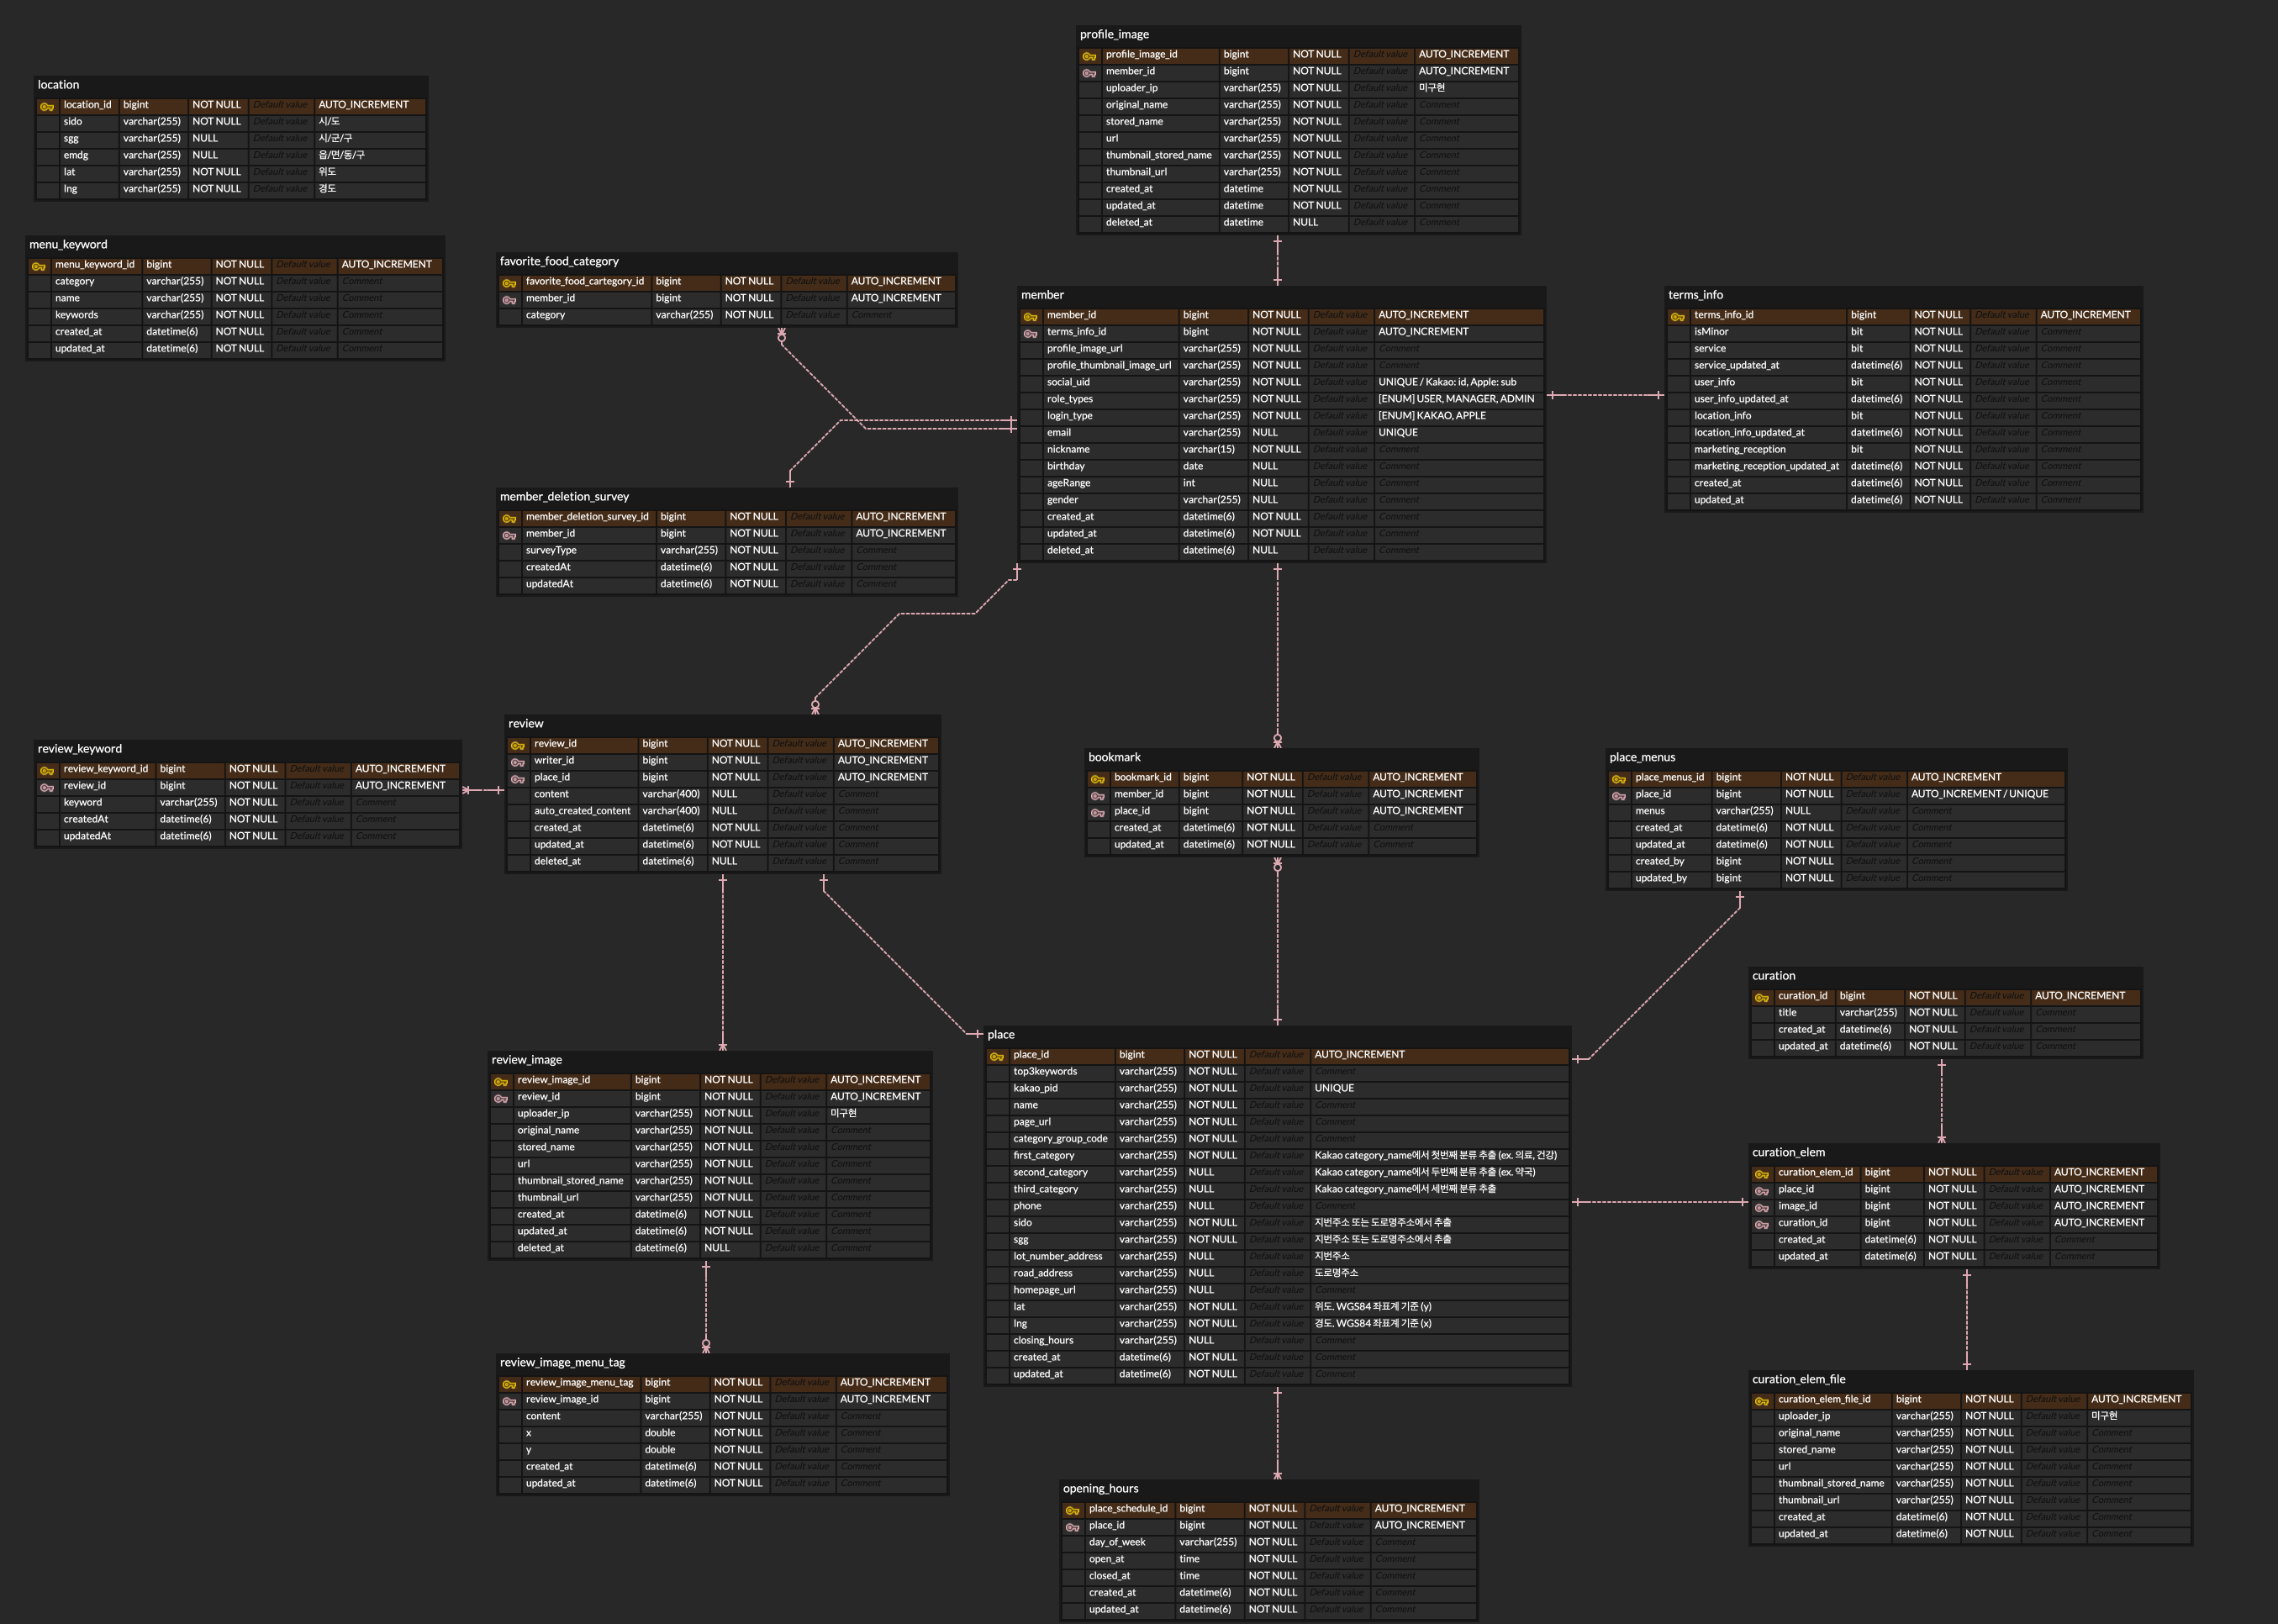 profile_image
profile_image_id bigint NOT NULL Default value AUTO_INCREMENT
member_id bigint NOT NULL Default value AUTO_INCREMENT
uploader_ip varchar(255) NOT NULL Default value 미구현
original_name varchar(255) NOT NULL Default value Comment
stored_name varchar(255) NOT NULL Default value Comment
url varchar(255) NOT NULL Default value Comment
thumbnail_stored_name varchar(255) NOT NULL Default value Comment
thumbnail_url varchar(255) NOT NULL Default value Comment
created_at datetime NOT NULL Default value Comment
updated_at datetime NOT NULL Default value Comment
deleted_at datetime NULL Default value Comment
location
location_id bigint NOT NULL Default value AUTO_INCREMENT
sido varchar(255) NOT NULL Default value 시/도
sgg varchar(255) NULL Default value 시/군/구
emdg varchar(255) NULL Default value 읍/면/동/구
lat varchar(255) NOT NULL Default value 위도
lng varchar(255) NOT NULL Default value 경도
menu_keyword
menu_keyword_id bigint NOT NULL Default value AUTO_INCREMENT
category varchar(255) NOT NULL Default value Comment
name varchar(255) NOT NULL Default value Comment
keywords varchar(255) NOT NULL Default value Comment
created_at datetime(6) NOT NULL Default value Comment
updated_at datetime(6) NOT NULL Default value Comment
favorite_food_category
favorite_food_cartegory_id bigint NOT NULL Default value AUTO_INCREMENT
member_id bigint NOT NULL Default value AUTO_INCREMENT
category varchar(255) NOT NULL Default value Comment
member
member_id bigint NOT NULL Default value AUTO_INCREMENT
terms_info_id bigint NOT NULL Default value AUTO_INCREMENT
profile_image_url varchar(255) NOT NULL Default value Comment
profile_thumbnail_image_url varchar(255) NOT NULL Default value Comment
social_uid varchar(255) NOT NULL Default value UNIQUE / Kakao: id, Apple: sub
role_types varchar(255) NOT NULL Default value [ENUM] USER, MANAGER, ADMIN
login_type varchar(255) NOT NULL Default value [ENUM] KAKAO, APPLE
email varchar(255) NULL Default value UNIQUE
nickname varchar(15) NOT NULL Default value Comment
birthday date NULL Default value Comment
ageRange int NULL Default value Comment
gender varchar(255) NULL Default value Comment
created_at datetime(6) NOT NULL Default value Comment
updated_at datetime(6) NOT NULL Default value Comment
deleted_at datetime(6) NULL Default value Comment
terms_info
terms_info_id bigint NOT NULL Default value AUTO_INCREMENT
isMinor bit NOT NULL Default value Comment
service bit NOT NULL Default value Comment
service_updated_at datetime(6) NOT NULL Default value Comment
user_info bit NOT NULL Default value Comment
user_info_updated_at datetime(6) NOT NULL Default value Comment
location_info bit NOT NULL Default value Comment
location_info_updated_at datetime(6) NOT NULL Default value Comment
marketing_reception bit NOT NULL Default value Comment
marketing_reception_updated_at datetime(6) NOT NULL Default value Comment
created_at datetime(6) NOT NULL Default value Comment
updated_at datetime(6) NOT NULL Default value Comment
member_deletion_survey
member_deletion_survey_id bigint NOT NULL Default value AUTO_INCREMENT
member_id bigint NOT NULL Default value AUTO_INCREMENT
surveyType varchar(255) NOT NULL Default value Comment
createdAt datetime(6) NOT NULL Default value Comment
updatedAt datetime(6) NOT NULL Default value Comment
review
review_id bigint NOT NULL Default value AUTO_INCREMENT
writer_id bigint NOT NULL Default value AUTO_INCREMENT
place_id bigint NOT NULL Default value AUTO_INCREMENT
content varchar(400) NULL Default value Comment
auto_created_content varchar(400) NULL Default value Comment
created_at datetime(6) NOT NULL Default value Comment
updated_at datetime(6) NOT NULL Default value Comment
deleted_at datetime(6) NULL Default value Comment
review_keyword
review_keyword_id bigint NOT NULL Default value AUTO_INCREMENT
review_id bigint NOT NULL Default value AUTO_INCREMENT
keyword varchar(255) NOT NULL Default value Comment
createdAt datetime(6) NOT NULL Default value Comment
updatedAt datetime(6) NOT NULL Default value Comment
bookmark
bookmark_id bigint NOT NULL Default value AUTO_INCREMENT
member_id bigint NOT NULL Default value AUTO_INCREMENT
place_id bigint NOT NULL Default value AUTO_INCREMENT
created_at datetime(6) NOT NULL Default value Comment
updated_at datetime(6) NOT NULL Default value Comment
place_menus
place_menus_id bigint NOT NULL Default value AUTO_INCREMENT
place_id bigint NOT NULL Default value AUTO_INCREMENT / UNIQUE
menus varchar(255) NULL Default value Comment
created_at datetime(6) NOT NULL Default value Comment
updated_at datetime(6) NOT NULL Default value Comment
created_by bigint NOT NULL Default value Comment
updated_by bigint NOT NULL Default value Comment
curation
curation_id bigint NOT NULL Default value AUTO_INCREMENT
title varchar(255) NOT NULL Default value Comment
created_at datetime(6) NOT NULL Default value Comment
updated_at datetime(6) NOT NULL Default value Comment
place
place_id bigint NOT NULL Default value AUTO_INCREMENT
top3keywords varchar(255) NOT NULL Default value Comment
kakao_pid varchar(255) NOT NULL Default value UNIQUE
name varchar(255) NOT NULL Default value Comment
page_url varchar(255) NOT NULL Default value Comment
category_group_code varchar(255) NOT NULL Default value Comment
first_category varchar(255) NOT NULL Default value Kakao category_name에서 첫번째 분류 추출 (ex. 의료, 건강)
second_category varchar(255) NULL Default value Kakao category_name에서 두번째 분류 추출 (ex. 약국)
third_category varchar(255) NULL Default value Kakao category_name에서 세번째 분류 추출
phone varchar(255) NULL Default value Comment
sido varchar(255) NOT NULL Default value 지번주소 또는 도로명주소에서 추출
sgg varchar(255) NOT NULL Default value 지번주소 또는 도로명주소에서 추출
lot_number_address varchar(255) NULL Default value 지번주소
road_address varchar(255) NULL Default value 도로명주소
homepage_url varchar(255) NULL Default value Comment
lat varchar(255) NOT NULL Default value 위도. WGS84 좌표계 기준 (y)
lng varchar(255) NOT NULL Default value 경도. WGS84 좌표계 기준 (x)
closing_hours varchar(255) NULL Default value Comment
created_at datetime(6) NOT NULL Default value Comment
updated_at datetime(6) NOT NULL Default value Comment
review_image
review_image_id bigint NOT NULL Default value AUTO_INCREMENT
review_id bigint NOT NULL Default value AUTO_INCREMENT
uploader_ip varchar(255) NOT NULL Default value 미구현
original_name varchar(255) NOT NULL Default value Comment
stored_name varchar(255) NOT NULL Default value Comment
url varchar(255) NOT NULL Default value Comment
thumbnail_stored_name varchar(255) NOT NULL Default value Comment
thumbnail_url varchar(255) NOT NULL Default value Comment
created_at datetime(6) NOT NULL Default value Comment
updated_at datetime(6) NOT NULL Default value Comment
deleted_at datetime(6) NULL Default value Comment
curation_elem
curation_elem_id bigint NOT NULL Default value AUTO_INCREMENT
place_id bigint NOT NULL Default value AUTO_INCREMENT
image_id bigint NOT NULL Default value AUTO_INCREMENT
curation_id bigint NOT NULL Default value AUTO_INCREMENT
created_at datetime(6) NOT NULL Default value Comment
updated_at datetime(6) NOT NULL Default value Comment
review_image_menu_tag
review_image_menu_tag bigint NOT NULL Default value AUTO_INCREMENT
review_image_id bigint NOT NULL Default value AUTO_INCREMENT
content varchar(255) NOT NULL Default value Comment
x double NOT NULL Default value Comment
y double NOT NULL Default value Comment
created_at datetime(6) NOT NULL Default value Comment
updated_at datetime(6) NOT NULL Default value Comment
curation_elem_file
curation_elem_file_id bigint NOT NULL Default value AUTO_INCREMENT
uploader_ip varchar(255) NOT NULL Default value 미구현
original_name varchar(255) NOT NULL Default value Comment
stored_name varchar(255) NOT NULL Default value Comment
url varchar(255) NOT NULL Default value Comment
thumbnail_stored_name varchar(255) NOT NULL Default value Comment
thumbnail_url varchar(255) NOT NULL Default value Comment
created_at datetime(6) NOT NULL Default value Comment
updated_at datetime(6) NOT NULL Default value Comment
opening_hours
place_schedule_id bigint NOT NULL Default value AUTO_INCREMENT
place_id bigint NOT NULL Default value AUTO_INCREMENT
day_of_week varchar(255) NOT NULL Default value Comment
open_at time NOT NULL Default value Comment
closed_at time NOT NULL Default value Comment
created_at datetime(6) NOT NULL Default value Comment
updated_at datetime(6) NOT NULL Default value Comment